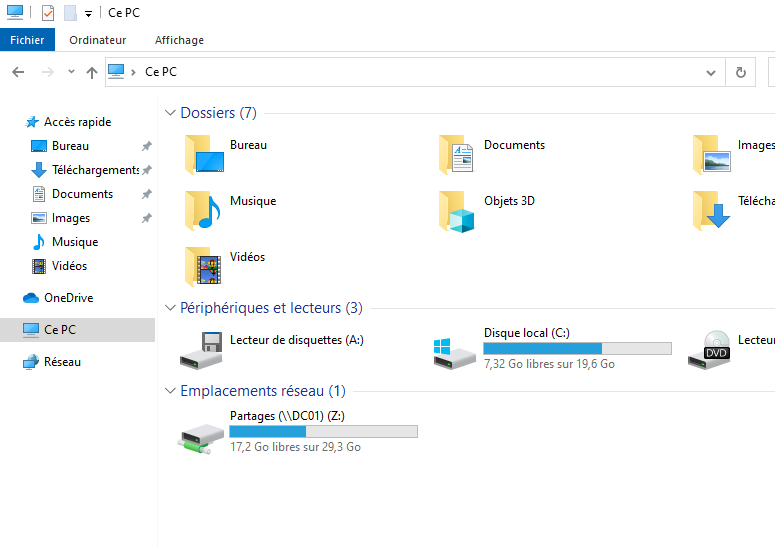 Ce PC
Fichier
Ordinateur
Affichage
Ce PC
Accès rapide
Bureau
Téléchargements
Documents
Images
Musique
Vidéos
OneDrive
Ce PC
Réseau
Dossiers (7)
Bureau
Documents
Images
Musique
Objets 3D
Téléchar
Vidéos
Périphériques et lecteurs (3)
Lecteur de disquettes (A:)
Disque local (C:)
7,32 Go libres sur 19,6 Go
DVD
Lecteur
Emplacements réseau (1)
Partages (\\DC01) (Z:)
17,2 Go libres sur 29,3 Go